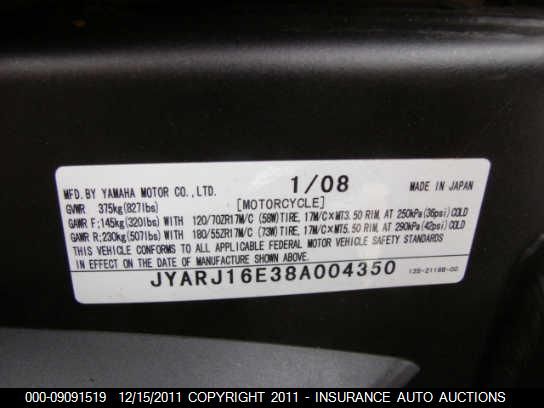 MFD. BY YAMAHA MOTOR CO., LTD. 1/08 MADE IN JAPAN
GVWR 375kg(827lbs) [MOTORCYCLE]
GAWR F; 145kg(320lbs) WITH 120/70ZR17M/C (58W) TIRE, 17M/C×MT3.50 RIM, AT 250kPa(36psi) COLD
GAWR R; 230kg(507lbs) WITH 180/55ZR17M/C (73W) TIRE, 17M/C×MT5.50 RIM, AT 290kPa(42psi) COLD
THIS VEHICLE CONFORMS TO ALL APPLICABLE FEDERAL MOTOR VEHICLE SAFETY STANDARDS
IN EFFECT ON THE DATE OF MANUFACTURE SHOWN ABOVE.
JYARJ16E38A004350
000-09091519 12/15/2011 COPYRIGHT 2011 - INSURANCE AUTO AUCTIONS